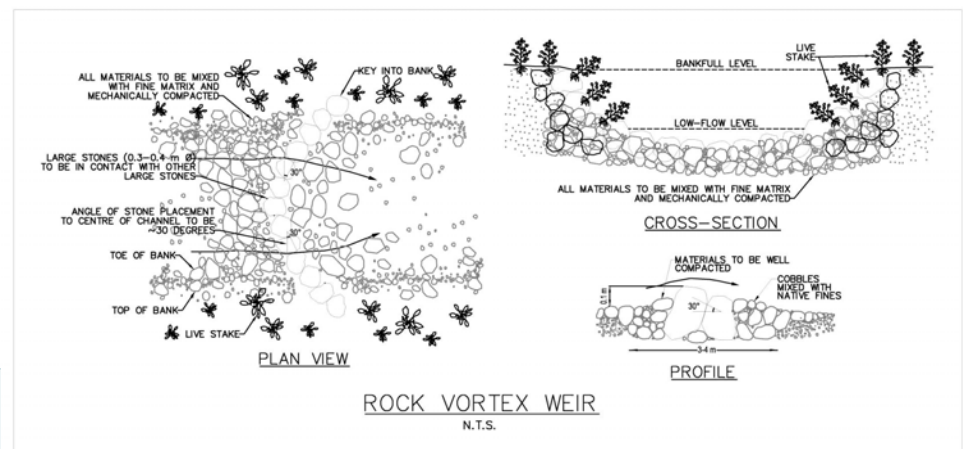 ALL MATERIALS TO BE MIXED
WITH FINE MATRIX AND
MECHANICALLY COMPACTED
KEY INTO BANK
LARGE STONES (0.3-0.4 m Ø)
TO BE IN CONTACT WITH OTHER
LARGE STONES
30°
ANGLE OF STONE PLACEMENT
TO CENTRE OF CHANNEL TO BE
~30 DEGREES
30°
TOE OF BANK
TOP OF BANK
LIVE STAKE
PLAN VIEW
LIVE
STAKE
BANKFULL LEVEL
LOW-FLOW LEVEL
ALL MATERIALS TO BE MIXED WITH FINE MATRIX
AND MECHANICALLY COMPACTED
CROSS-SECTION
MATERIALS TO BE WELL
COMPACTED
COBBLES
MIXED WITH
NATIVE FINES
0.1 m
30°
3-4 m
PROFILE
ROCK VORTEX WEIR
N.T.S.